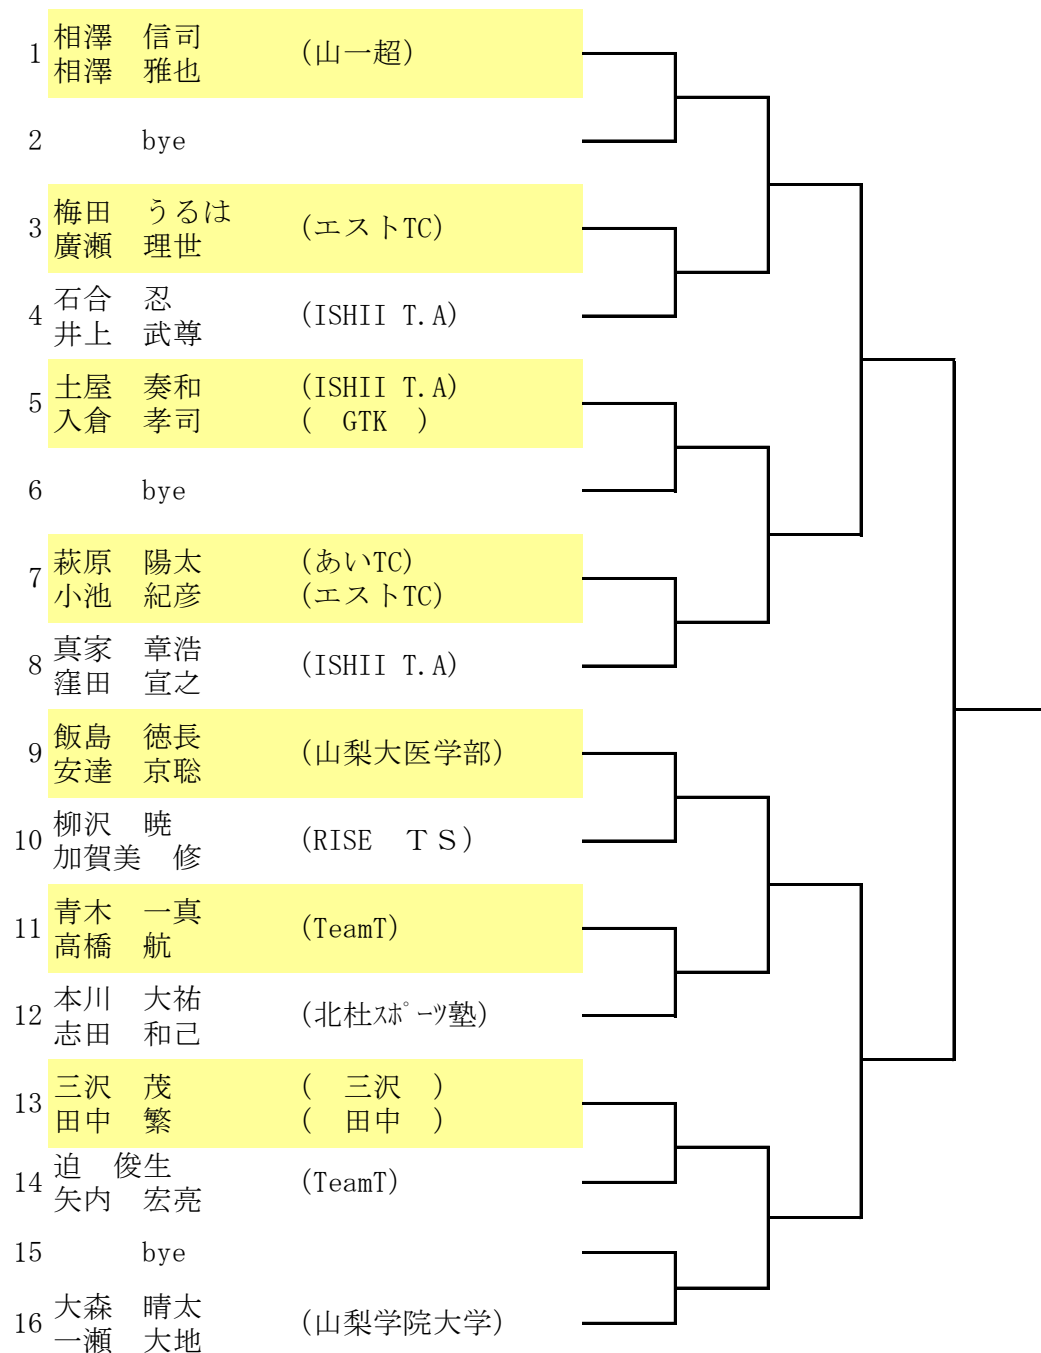 1 相澤　信司 (山一超)
相澤　雅也
2 bye
3 梅田　うるは (エストTC)
廣瀬　理世
4 石合　忍 (ISHII T.A)
井上　武尊
5 土屋　奏和 (ISHII T.A)
入倉　孝司 (　GTK　)
6 bye
7 萩原　陽太 (あいTC)
小池　紀彦 (エストTC)
8 真家　章浩 (ISHII T.A)
窪田　宣之
9 飯島　徳長 (山梨大医学部)
安達　京聡
10 柳沢　暁 (RISE　ＴＳ)
加賀美　修
11 青木　一真 (TeamT)
高橋　航
12 本川　大祐 (北杜ｽﾎﾟｰﾂ塾)
志田　和己
13 三沢　茂 (　三沢　)
田中　繁 (　田中　)
14 迫　俊生 (TeamT)
矢内　宏亮
15 bye
16 大森　晴太 (山梨学院大学)
一瀬　大地